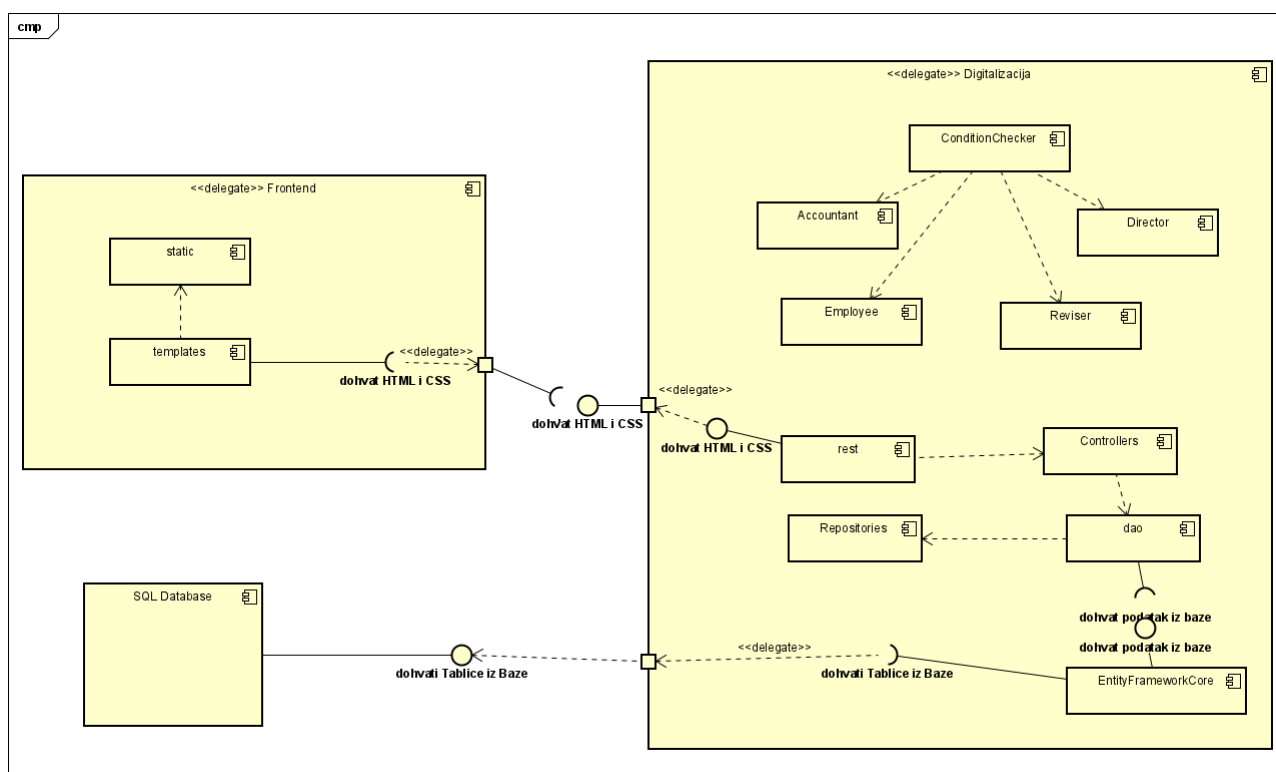 cmp
<<delegate>> Digitalizacija
ConditionChecker
Accountant
Director
Employee
Reviser
<<delegate>> Frontend
static
templates
<<delegate>>
dohvat HTML i CSS
dohvat HTML i CSS
<<delegate>>
dohvat HTML i CSS
rest
Controllers
Repositories
dao
dohvat podatak iz baze
dohvat podatak iz baze
SQL Database
dohvati Tablice iz Baze
<<delegate>>
dohvati Tablice iz Baze
EntityFrameworkCore